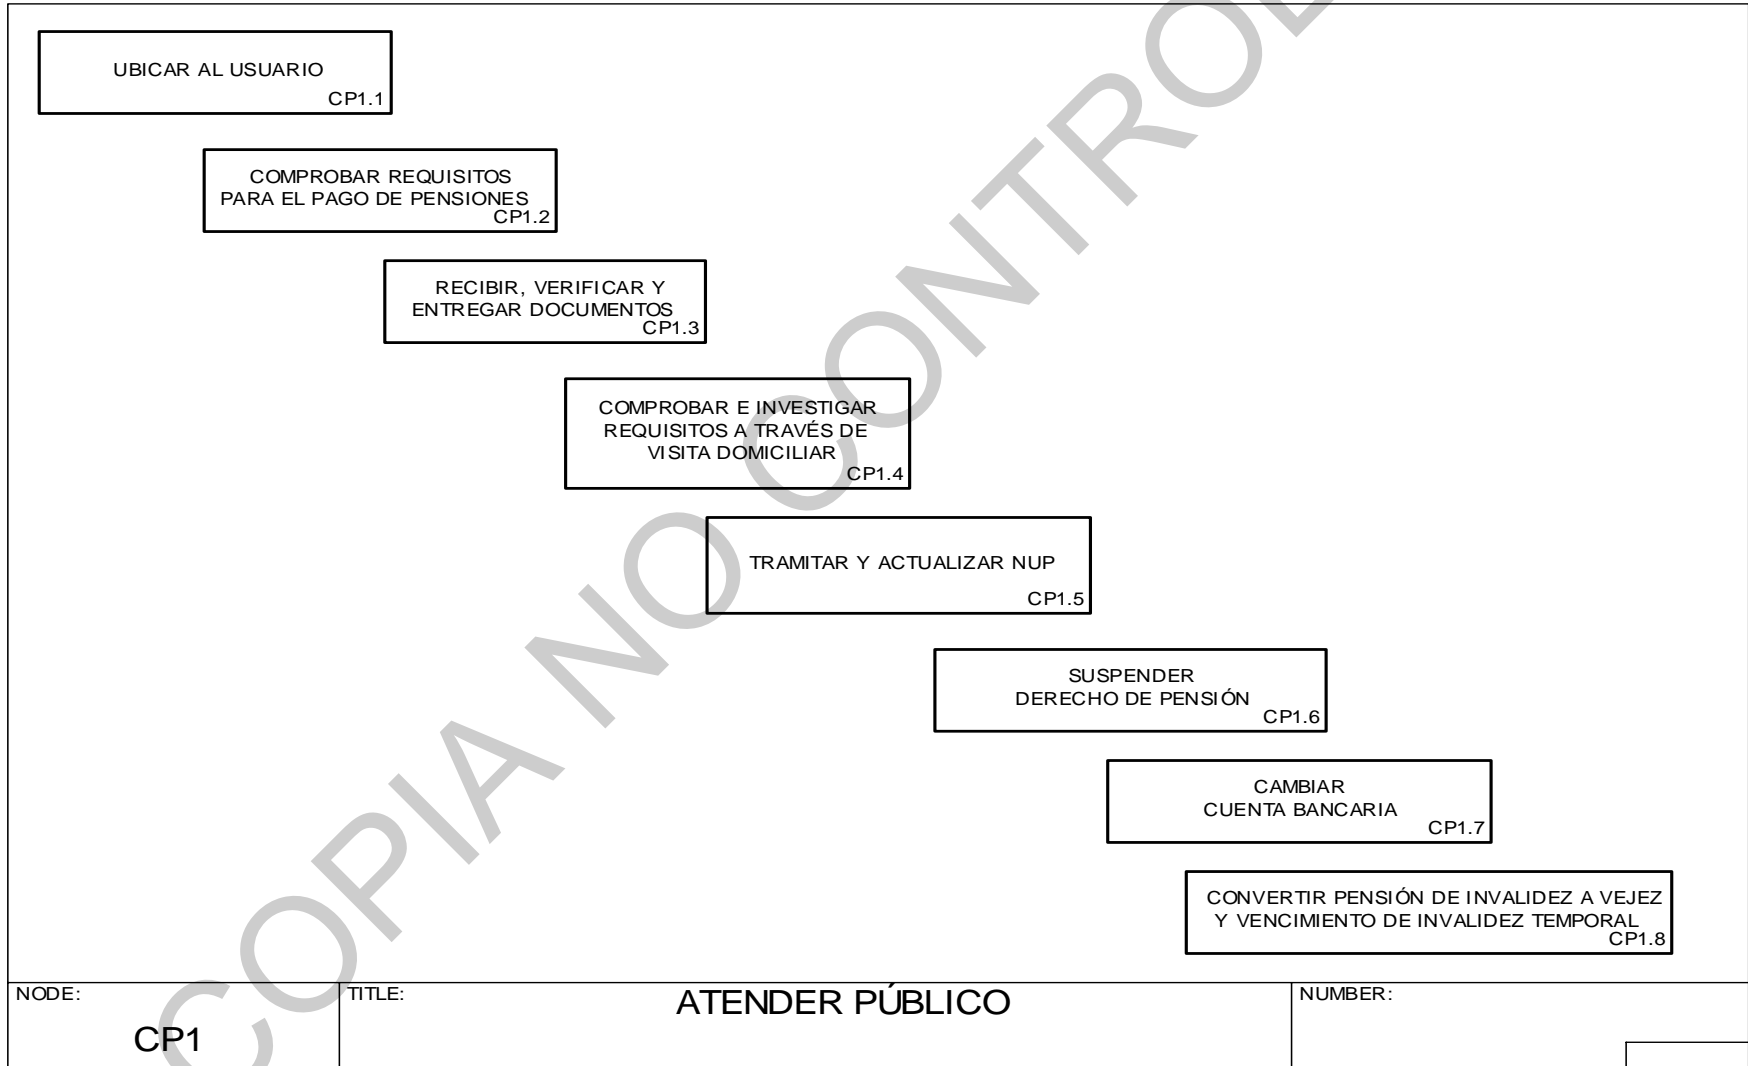 UBICAR AL USUARIO
CP1.1
COMPROBAR REQUISITOS
PARA EL PAGO DE PENSIONES
CP1.2
RECIBIR, VERIFICAR Y
ENTREGAR DOCUMENTOS
CP1.3
COMPROBAR E INVESTIGAR
REQUISITOS A TRAVÉS DE
VISITA DOMICILIAR
CP1.4
TRAMITAR Y ACTUALIZAR NUP
CP1.5
SUSPENDER
DERECHO DE PENSIÓN
CP1.6
CAMBIAR
CUENTA BANCARIA
CP1.7
CONVERTIR PENSIÓN DE INVALIDEZ A VEJEZ
Y VENCIMIENTO DE INVALIDEZ TEMPORAL
CP1.8
NODE:
CP1
TITLE:
ATENDER PÚBLICO
NUMBER:
COPIA NO CONTROL